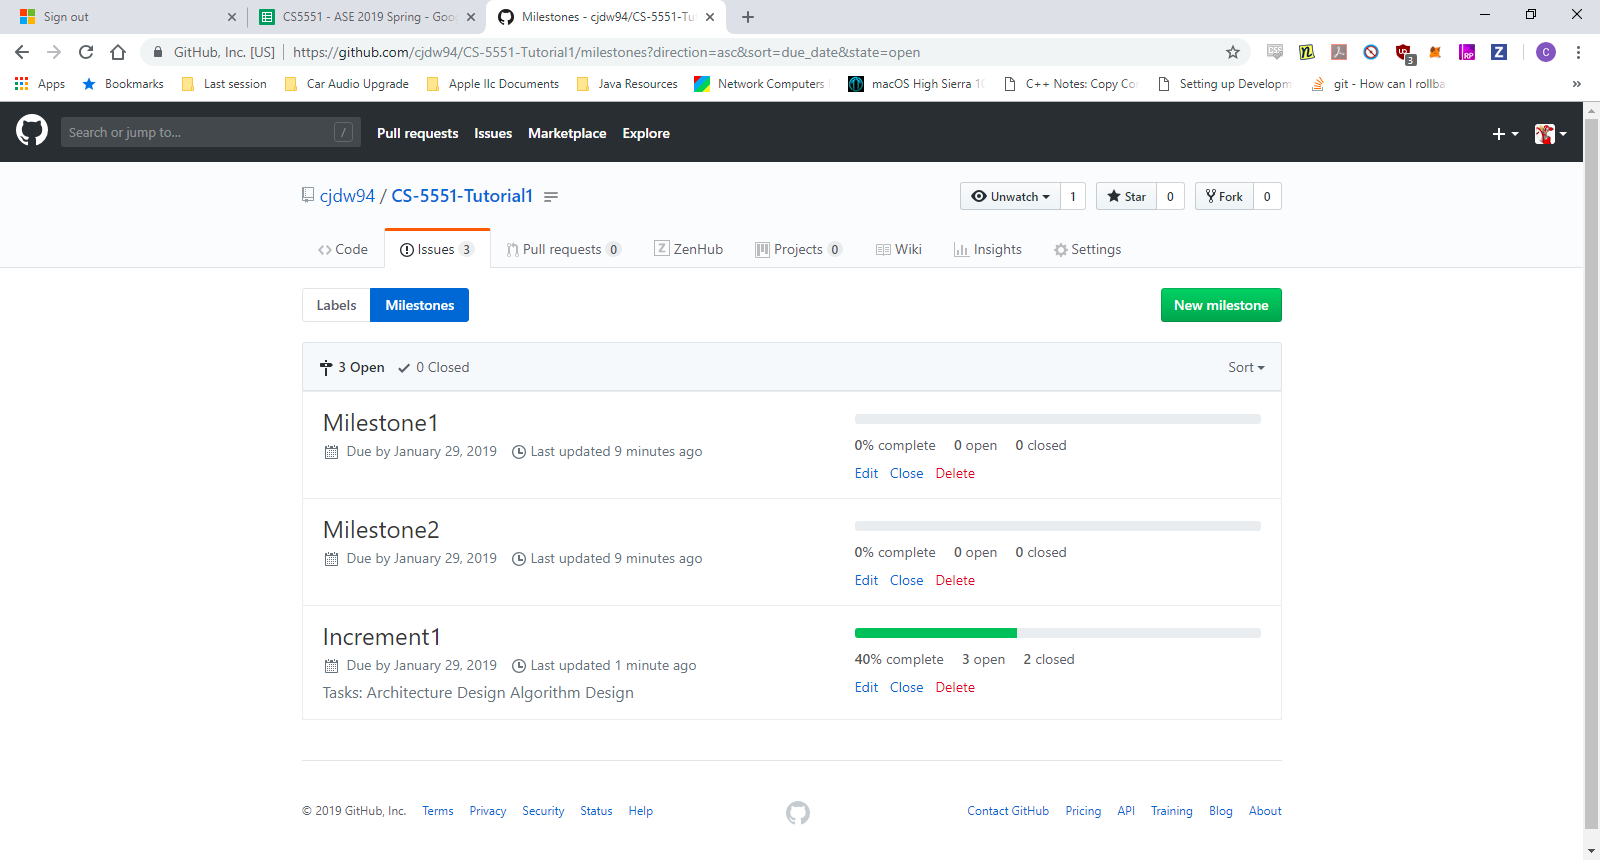 Sign out
CS5551 - ASE 2019 Spring - Goo
Milestones - cjdw94/CS-5551-Tu
GitHub, Inc. [US] | https://github.com/cjdw94/CS-5551-Tutorial1/milestones?direction=asc&sort=due_date&state=open
CSS
3
RP
Z
C
Apps Bookmarks Last session Car Audio Upgrade Apple IIc Documents Java Resources Network Computers macOS High Sierra 10 C++ Notes: Copy Cor Setting up Developm git - How can I rollba »
Search or jump to... / Pull requests Issues Marketplace Explore
cjdw94 / CS-5551-Tutorial1
Unwatch 1 Star 0 Fork 0
Code Issues 3 Pull requests 0 Z ZenHub Projects 0 Wiki Insights Settings
Labels Milestones New milestone
3 Open 0 Closed Sort
Milestone1
Due by January 29, 2019 Last updated 9 minutes ago
0% complete 0 open 0 closed
Edit Close Delete
Milestone2
Due by January 29, 2019 Last updated 9 minutes ago
0% complete 0 open 0 closed
Edit Close Delete
Increment1
Due by January 29, 2019 Last updated 1 minute ago
Tasks: Architecture Design Algorithm Design
40% complete 3 open 2 closed
Edit Close Delete
© 2019 GitHub, Inc. Terms Privacy Security Status Help Contact GitHub Pricing API Training Blog About